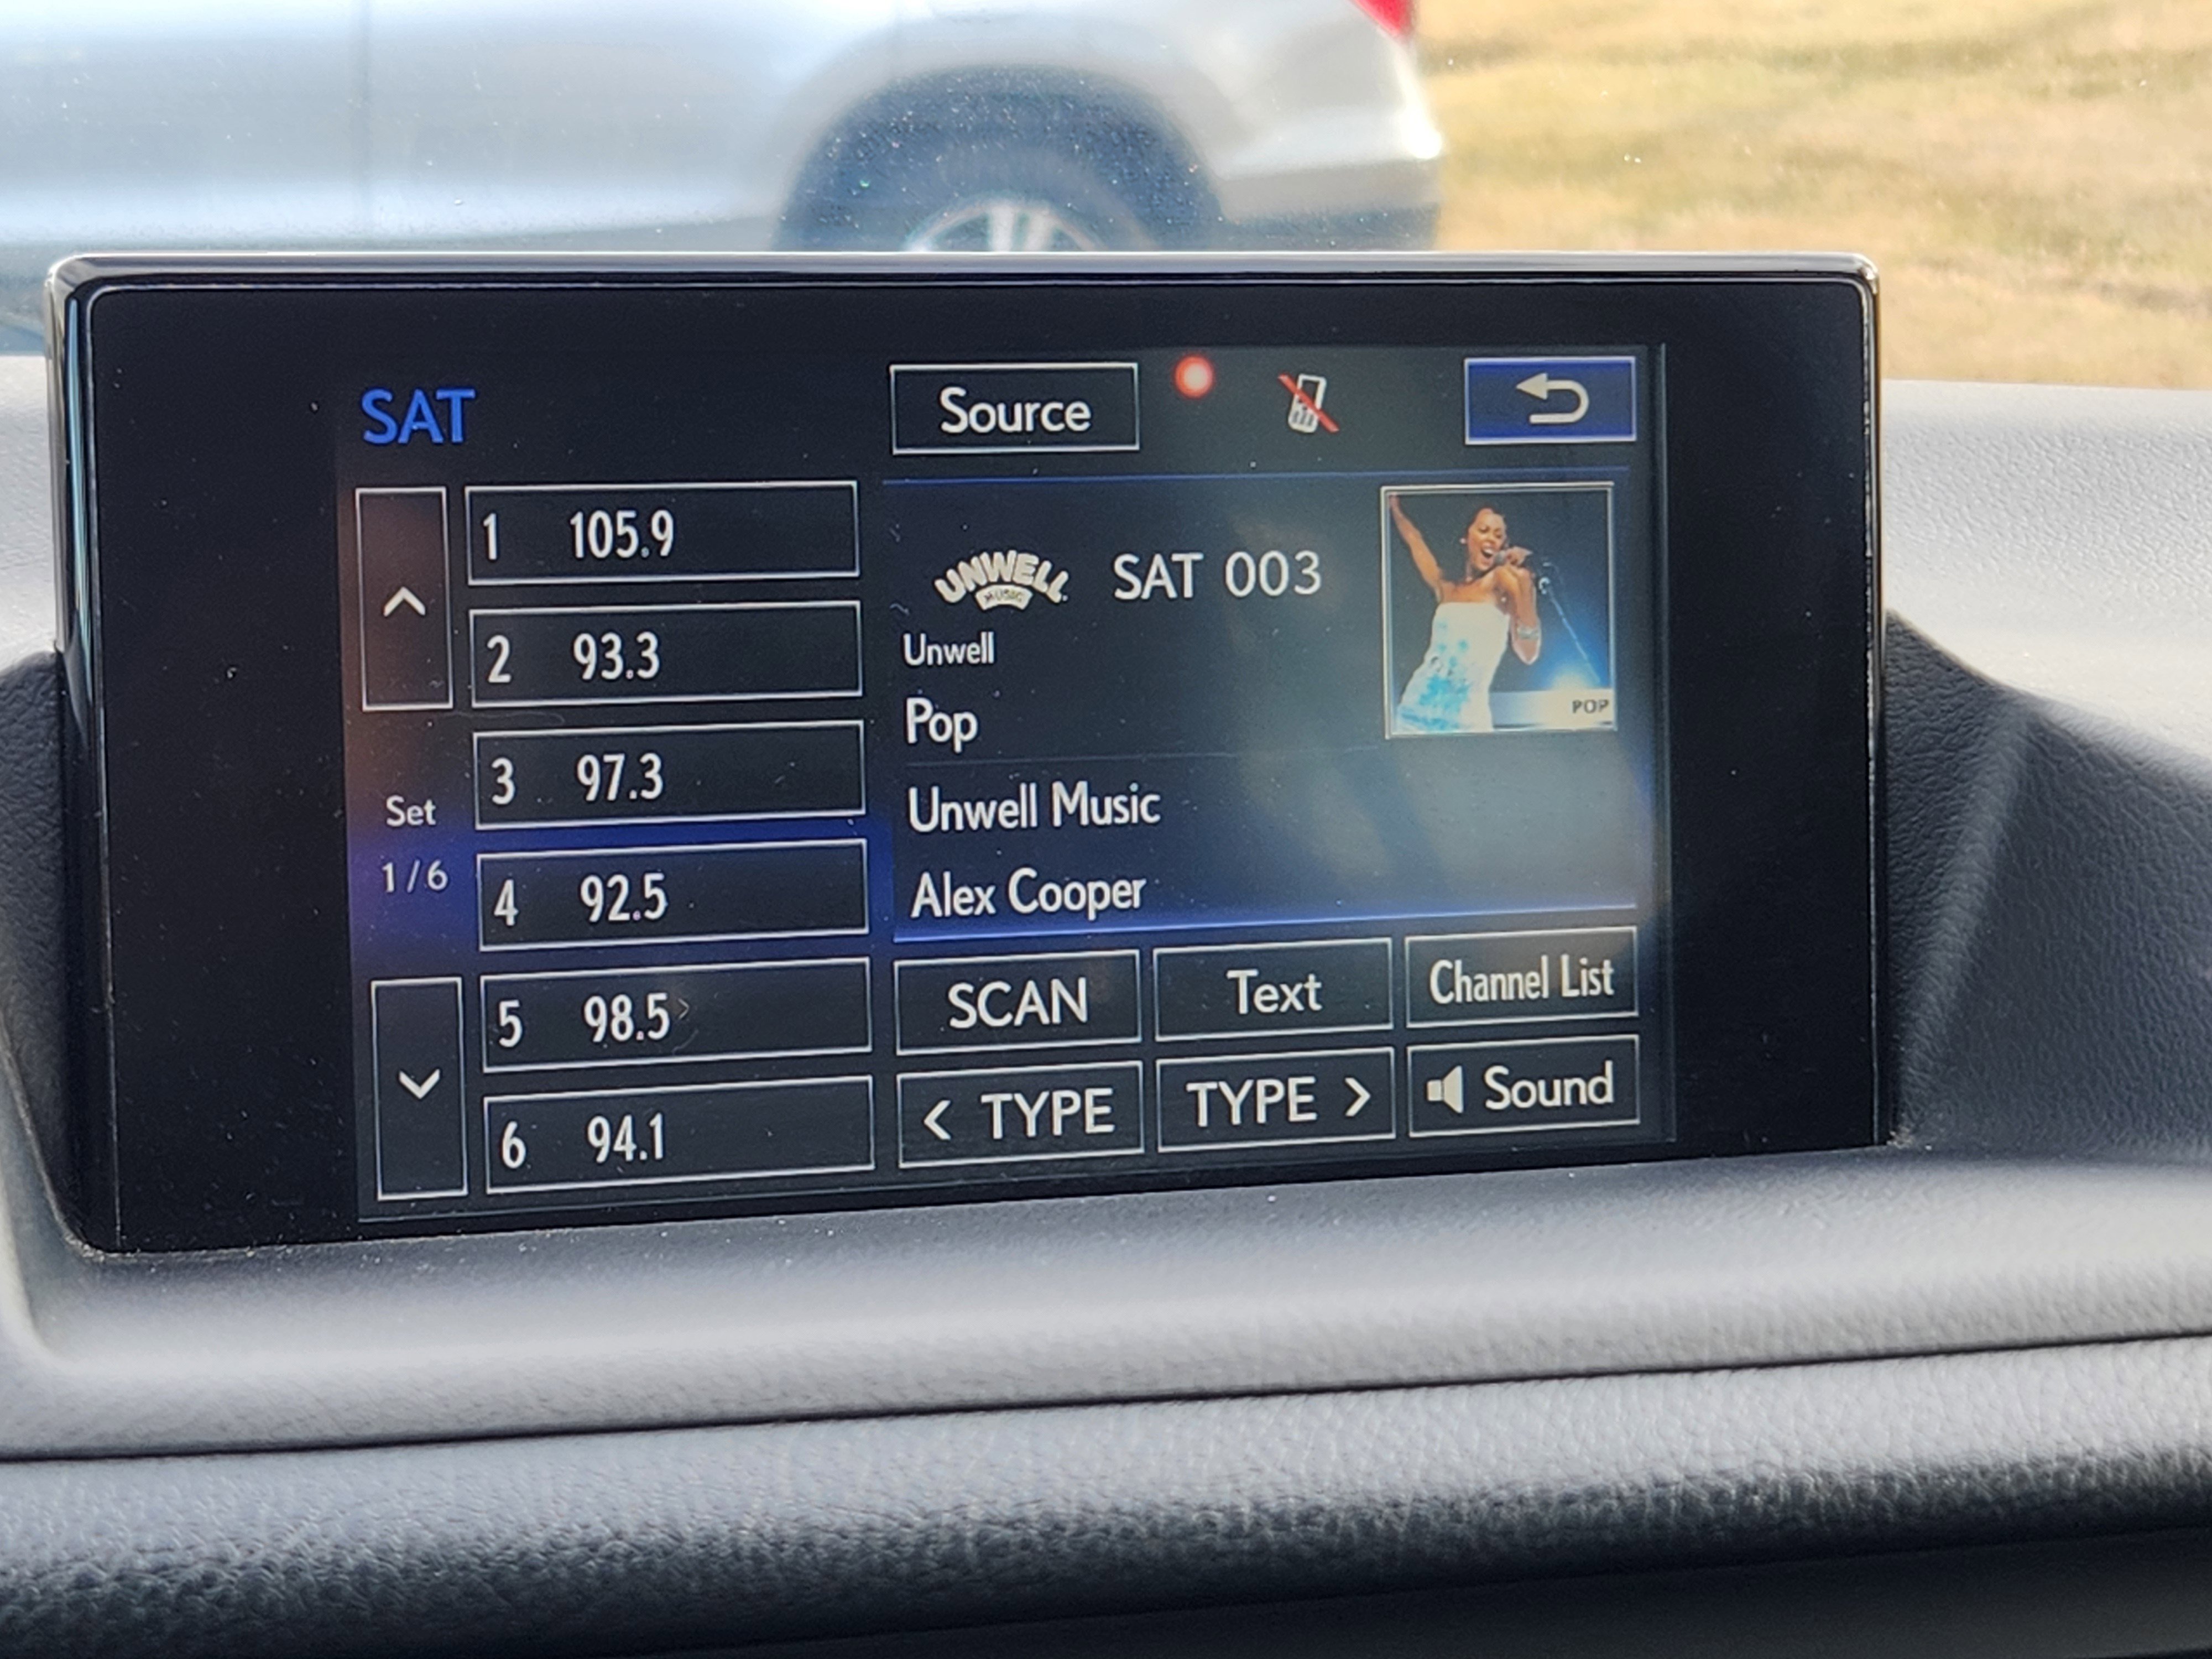 SAT
Source
1 105.9
2 93.3
3 97.3
Set
1/6
4 92.5
5 98.5
6 94.1
UNWELL
MUSIC
SAT 003
Unwell
Pop
POP
Unwell Music
Alex Cooper
SCAN
Text
Channel List
< TYPE
TYPE >
Sound